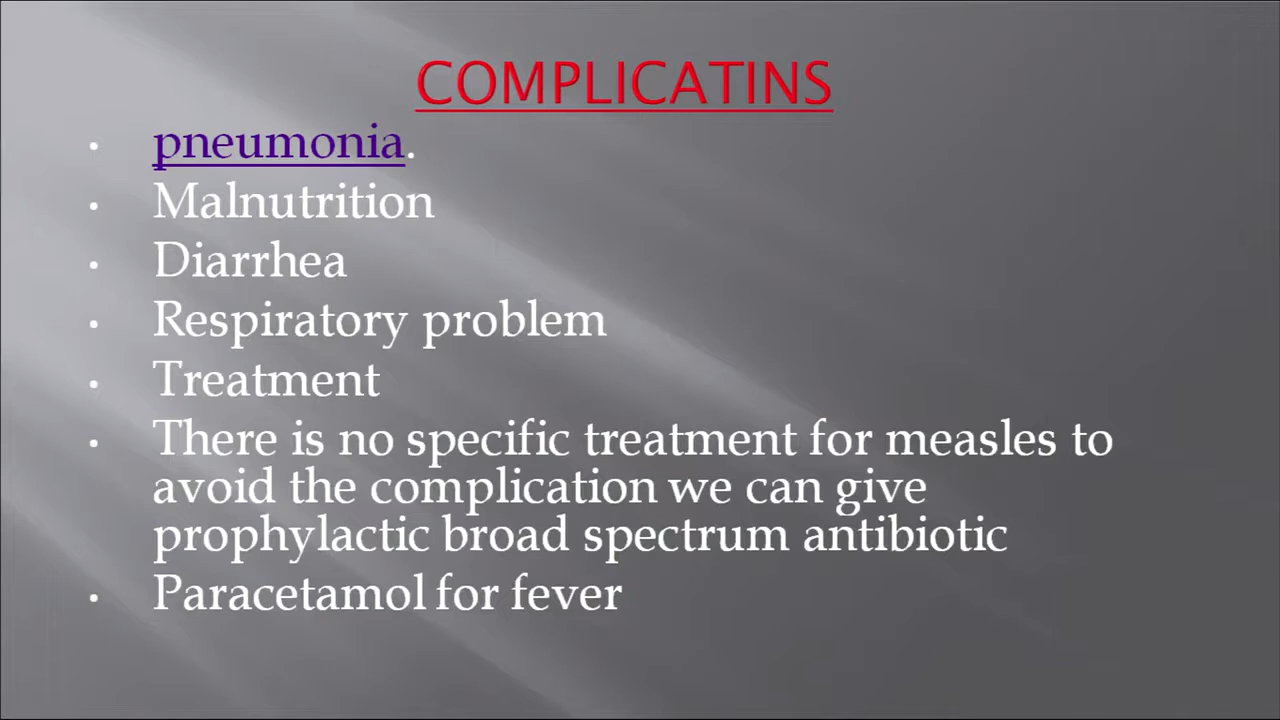 COMPLICATINS
• pneumonia.
• Malnutrition
• Diarrhea
• Respiratory problem
• Treatment
• There is no specific treatment for measles to
avoid the complication we can give
prophylactic broad spectrum antibiotic
• Paracetamol for fever